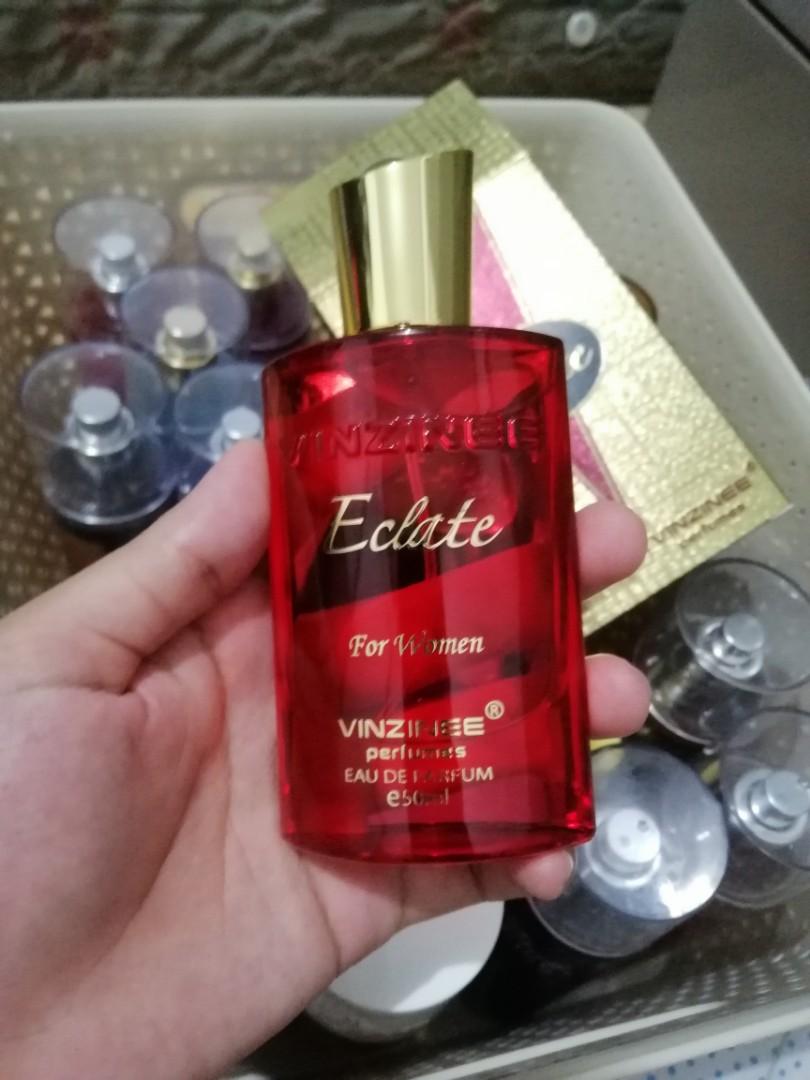 VINZINEE
Eclate
For Women
VINZINEE®
perfumes
EAU DE PARFUM
e50ml
VINZINEE®
perfumes